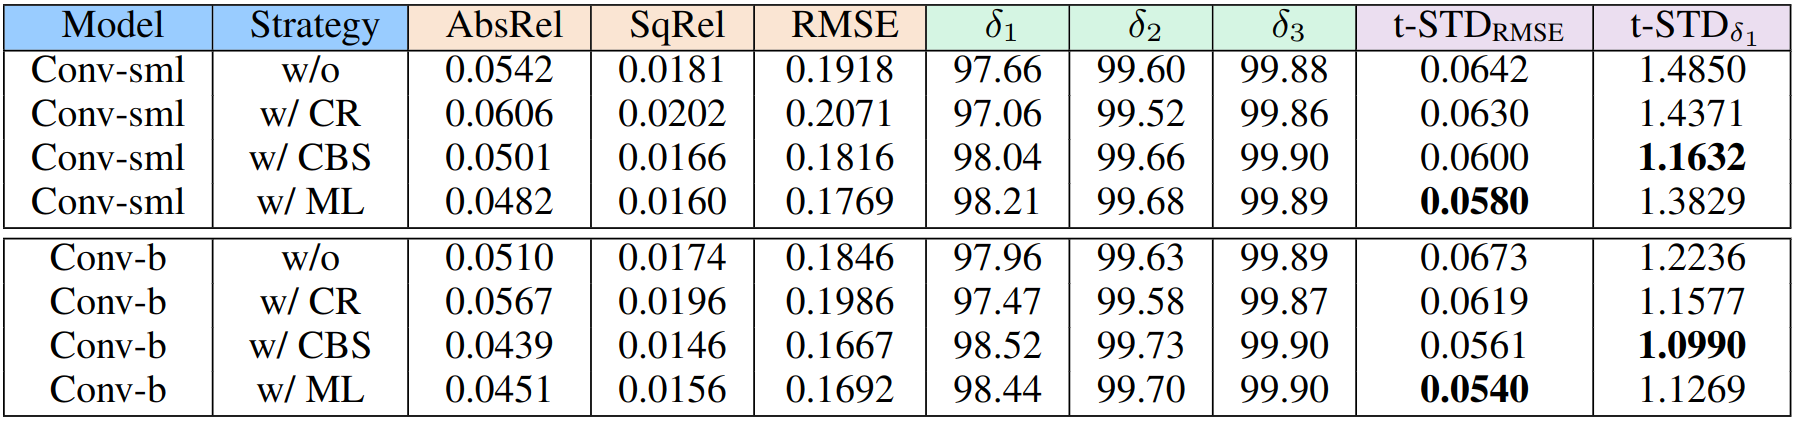 Model Strategy AbsRel SqRel RMSE δ1 δ2 δ3 t-STDRMSE t-STDδ1
Conv-sml w/o 0.0542 0.0181 0.1918 97.66 99.60 99.88 0.0642 1.4850
Conv-sml w/ CR 0.0606 0.0202 0.2071 97.06 99.52 99.86 0.0630 1.4371
Conv-sml w/ CBS 0.0501 0.0166 0.1816 98.04 99.66 99.90 0.0600 1.1632
Conv-sml w/ ML 0.0482 0.0160 0.1769 98.21 99.68 99.89 0.0580 1.3829
Conv-b w/o 0.0510 0.0174 0.1846 97.96 99.63 99.89 0.0673 1.2236
Conv-b w/ CR 0.0567 0.0196 0.1986 97.47 99.58 99.87 0.0619 1.1577
Conv-b w/ CBS 0.0439 0.0146 0.1667 98.52 99.73 99.90 0.0561 1.0990
Conv-b w/ ML 0.0451 0.0156 0.1692 98.44 99.70 99.90 0.0540 1.1269